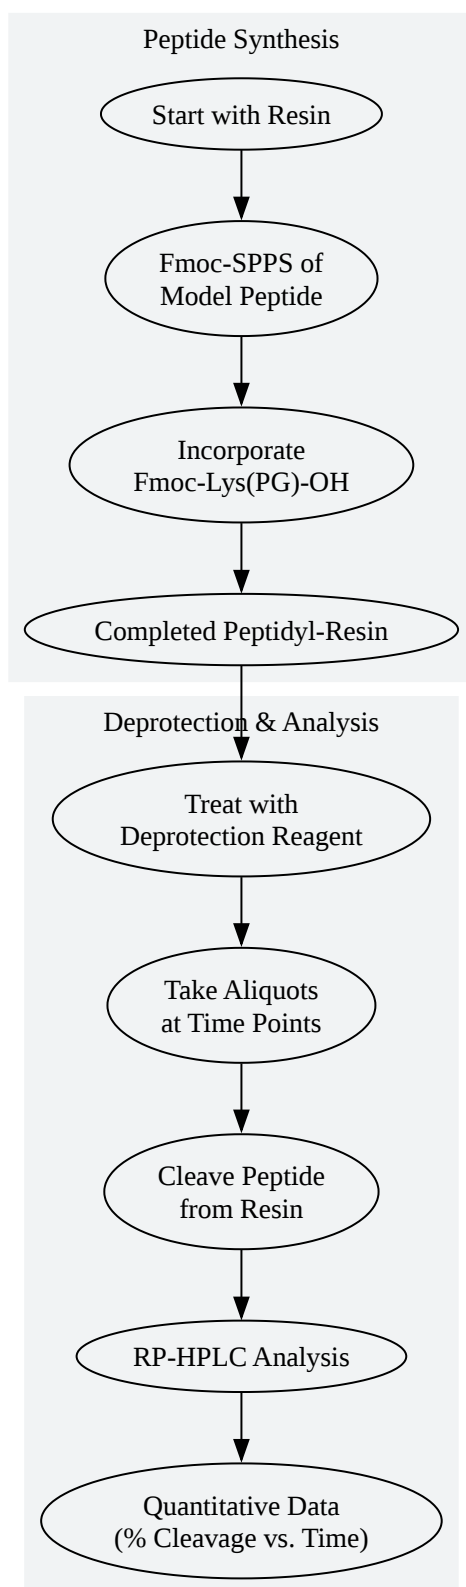 Peptide Synthesis
Start with Resin
Fmoc-SPPS of
Model Peptide
Incorporate
Fmoc-Lys(PG)-OH
Completed Peptidyl-Resin
Deprotection & Analysis
Treat with
Deprotection Reagent
Take Aliquots
at Time Points
Cleave Peptide
from Resin
RP-HPLC Analysis
Quantitative Data
(% Cleavage vs. Time)